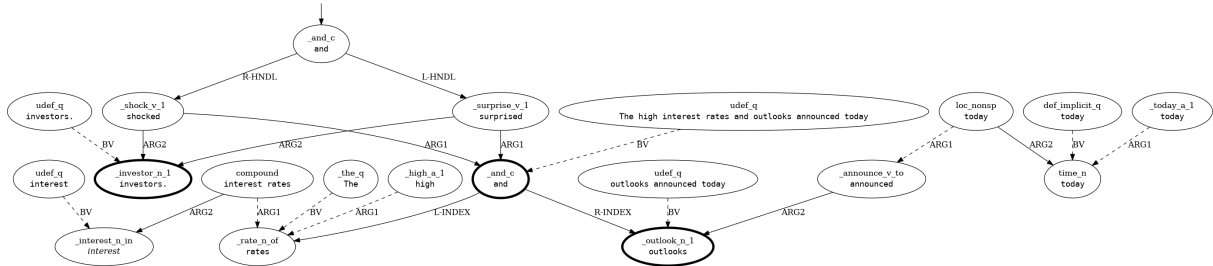 _and_c
and
R-HNDL
L-HNDL
udef_q
investors.
_shock_v_1
shocked
_surprise_v_1
surprised
udef_q
The high interest rates and outlooks announced today
loc_nonsp
today
def_implicit_q
today
_today_a_1
today
BV
ARG2
ARG2
ARG1
ARG1
BV
ARG1
ARG2
BV
ARG1
udef_q
interest
_investor_n_1
investors.
compound
interest rates
_the_q
The
_high_a_1
high
_and_c
and
udef_q
outlooks announced today
_announce_v_to
announced
time_n
today
BV
ARG2
ARG1
BV
ARG1
L-INDEX
R-INDEX
BV
ARG2
_interest_n_in
interest
_rate_n_of
rates
_outlook_n_1
outlooks